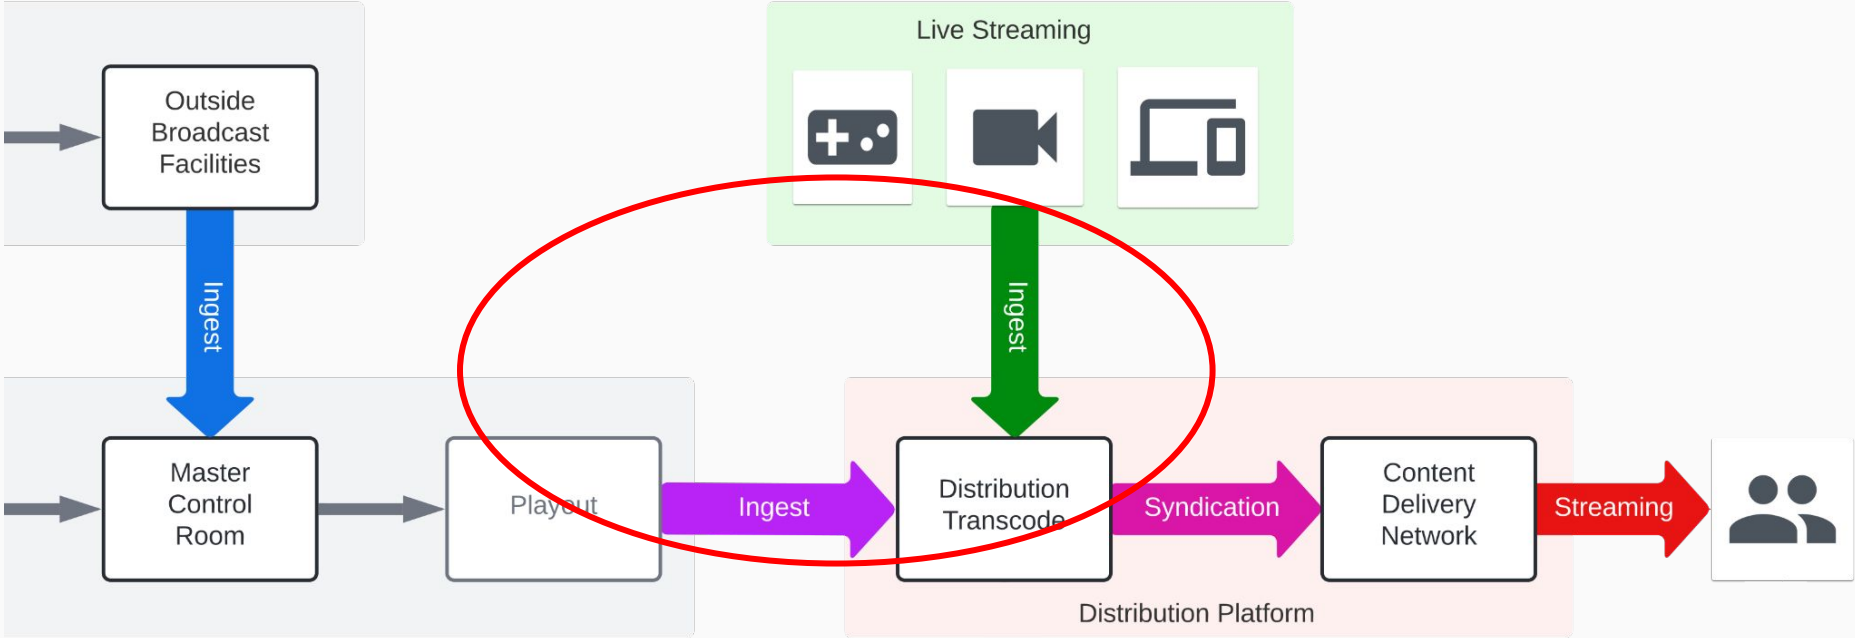 Live Streaming
Outside
Broadcast
Facilities
Ingest
Ingest
Master
Control
Room
Playout
Ingest
Distribution
Transcode
Syndication
Content
Delivery
Network
Streaming
Distribution Platform